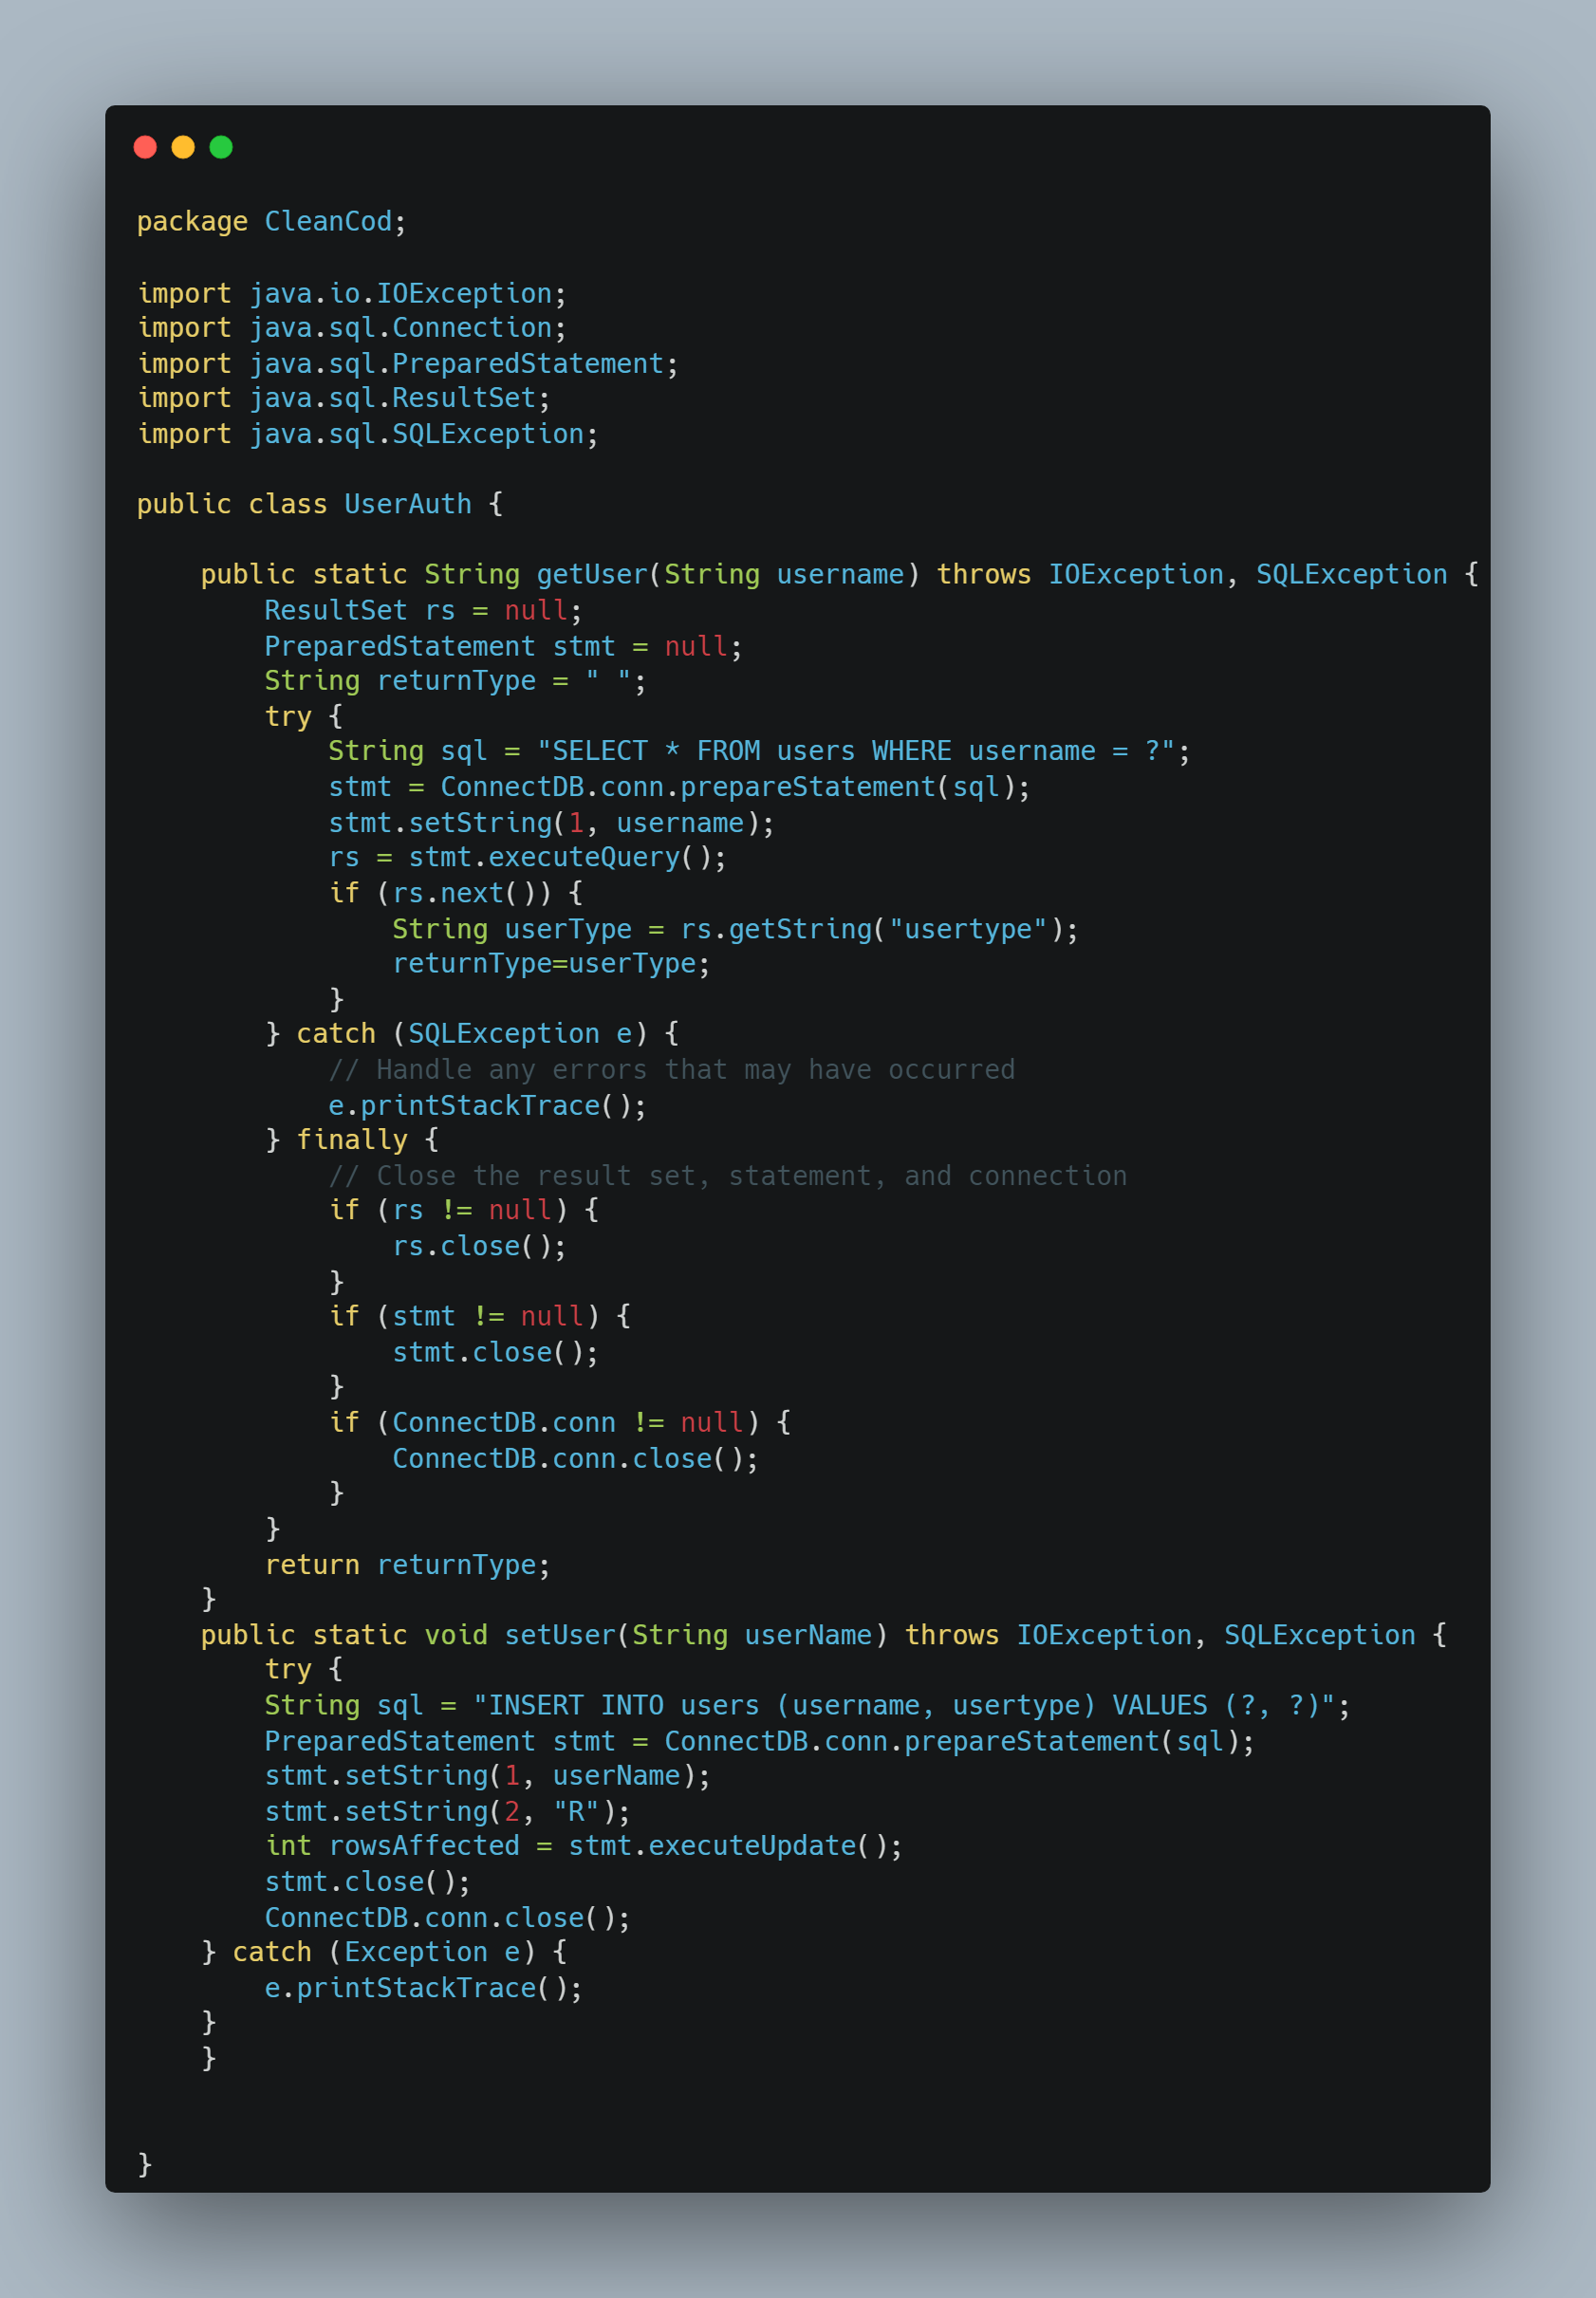 package CleanCod;

import java.io.IOException;
import java.sql.Connection;
import java.sql.PreparedStatement;
import java.sql.ResultSet;
import java.sql.SQLException;

public class UserAuth {

    public static String getUser(String username) throws IOException, SQLException {
        ResultSet rs = null;
        PreparedStatement stmt = null;
        String returnType = " ";
        try {
            String sql = "SELECT * FROM users WHERE username = ?";
            stmt = ConnectDB.conn.prepareStatement(sql);
            stmt.setString(1, username);
            rs = stmt.executeQuery();
            if (rs.next()) {
                String userType = rs.getString("usertype");
                returnType=userType;
            }
        } catch (SQLException e) {
            // Handle any errors that may have occurred
            e.printStackTrace();
        } finally {
            // Close the result set, statement, and connection
            if (rs != null) {
                rs.close();
            }
            if (stmt != null) {
                stmt.close();
            }
            if (ConnectDB.conn != null) {
                ConnectDB.conn.close();
            }
        }
        return returnType;
    }
    public static void setUser(String userName) throws IOException, SQLException {
        try {
        String sql = "INSERT INTO users (username, usertype) VALUES (?, ?)";
        PreparedStatement stmt = ConnectDB.conn.prepareStatement(sql);
        stmt.setString(1, userName);
        stmt.setString(2, "R");
        int rowsAffected = stmt.executeUpdate();
        stmt.close();
        ConnectDB.conn.close();
    } catch (Exception e) {
        e.printStackTrace();
    }
    }


}